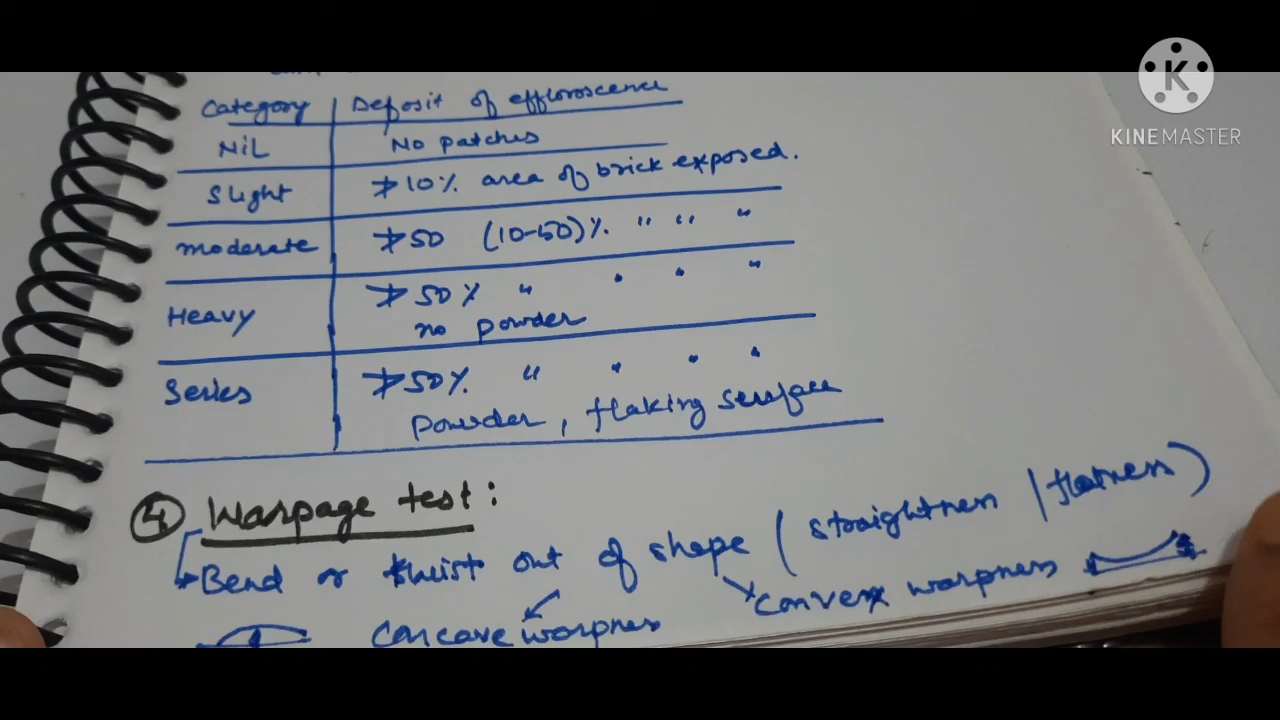 Category Deposit of effloroscence
NiL No patches
Slight ≯10% area of brick exposed.
moderate ≯50 (10-50)% " " "
Heavy ≯50% " " " "
no powder
Series ≯50% " " " "
Powder, flaking surface
④ Warpage test:
Bend or twist out of shape (straightness / flatness)
concave warpnes convex warpness
KINEMASTER